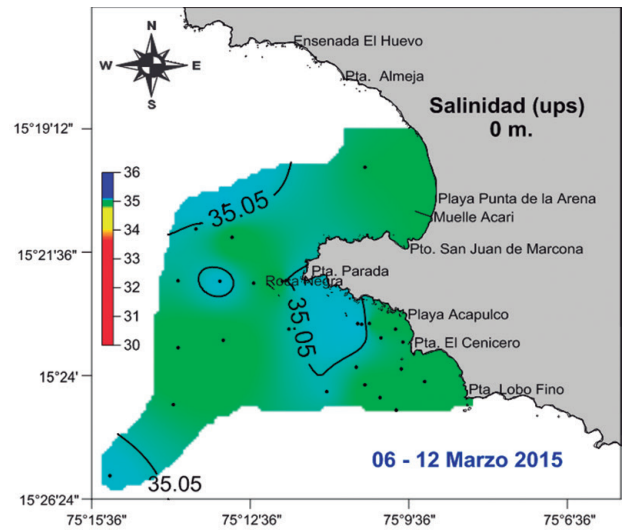 N
W E
S
Ensenada El Huevo
Pta. Almeja
Salinidad (ups)
0 m.
15°19'12"
36
35
34
33
32
31
30
35.05
Playa Punta de la Arena
Muelle Acari
15°21'36"
Pto. San Juan de Marcona
Pta. Parada
Roca Negra
35.05
Playa Acapulco
Pta. El Cenicero
15°24'
Pta. Lobo Fino
06 - 12 Marzo 2015
35.05
15°26'24"
75°15'36" 75°12'36" 75°9'36" 75°6'36"